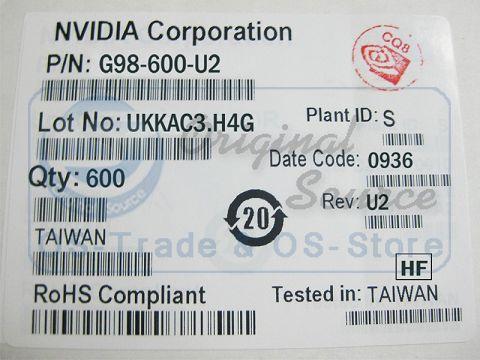 NVIDIA Corporation
CQ8
P/N: G98-600-U2
Lot No: UKKAC3.H4G
Plant ID: S
Original
Source
Date Code: 0936
Qty: 600
Rev: U2
20
TAIWAN
OS-Trade & OS-Store
HF
RoHS Compliant
Tested in: TAIWAN